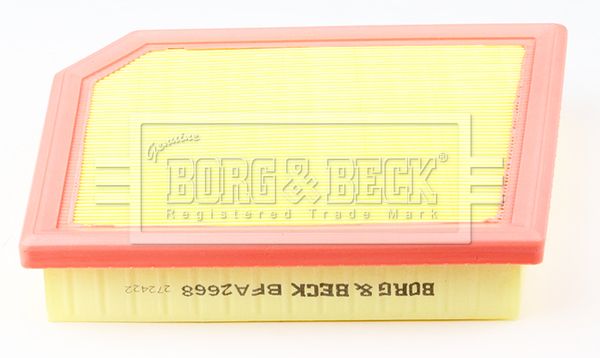 Genuine
BORG & BECK®
Registered Trade Mark
BORG & BECK BFA2668 272422